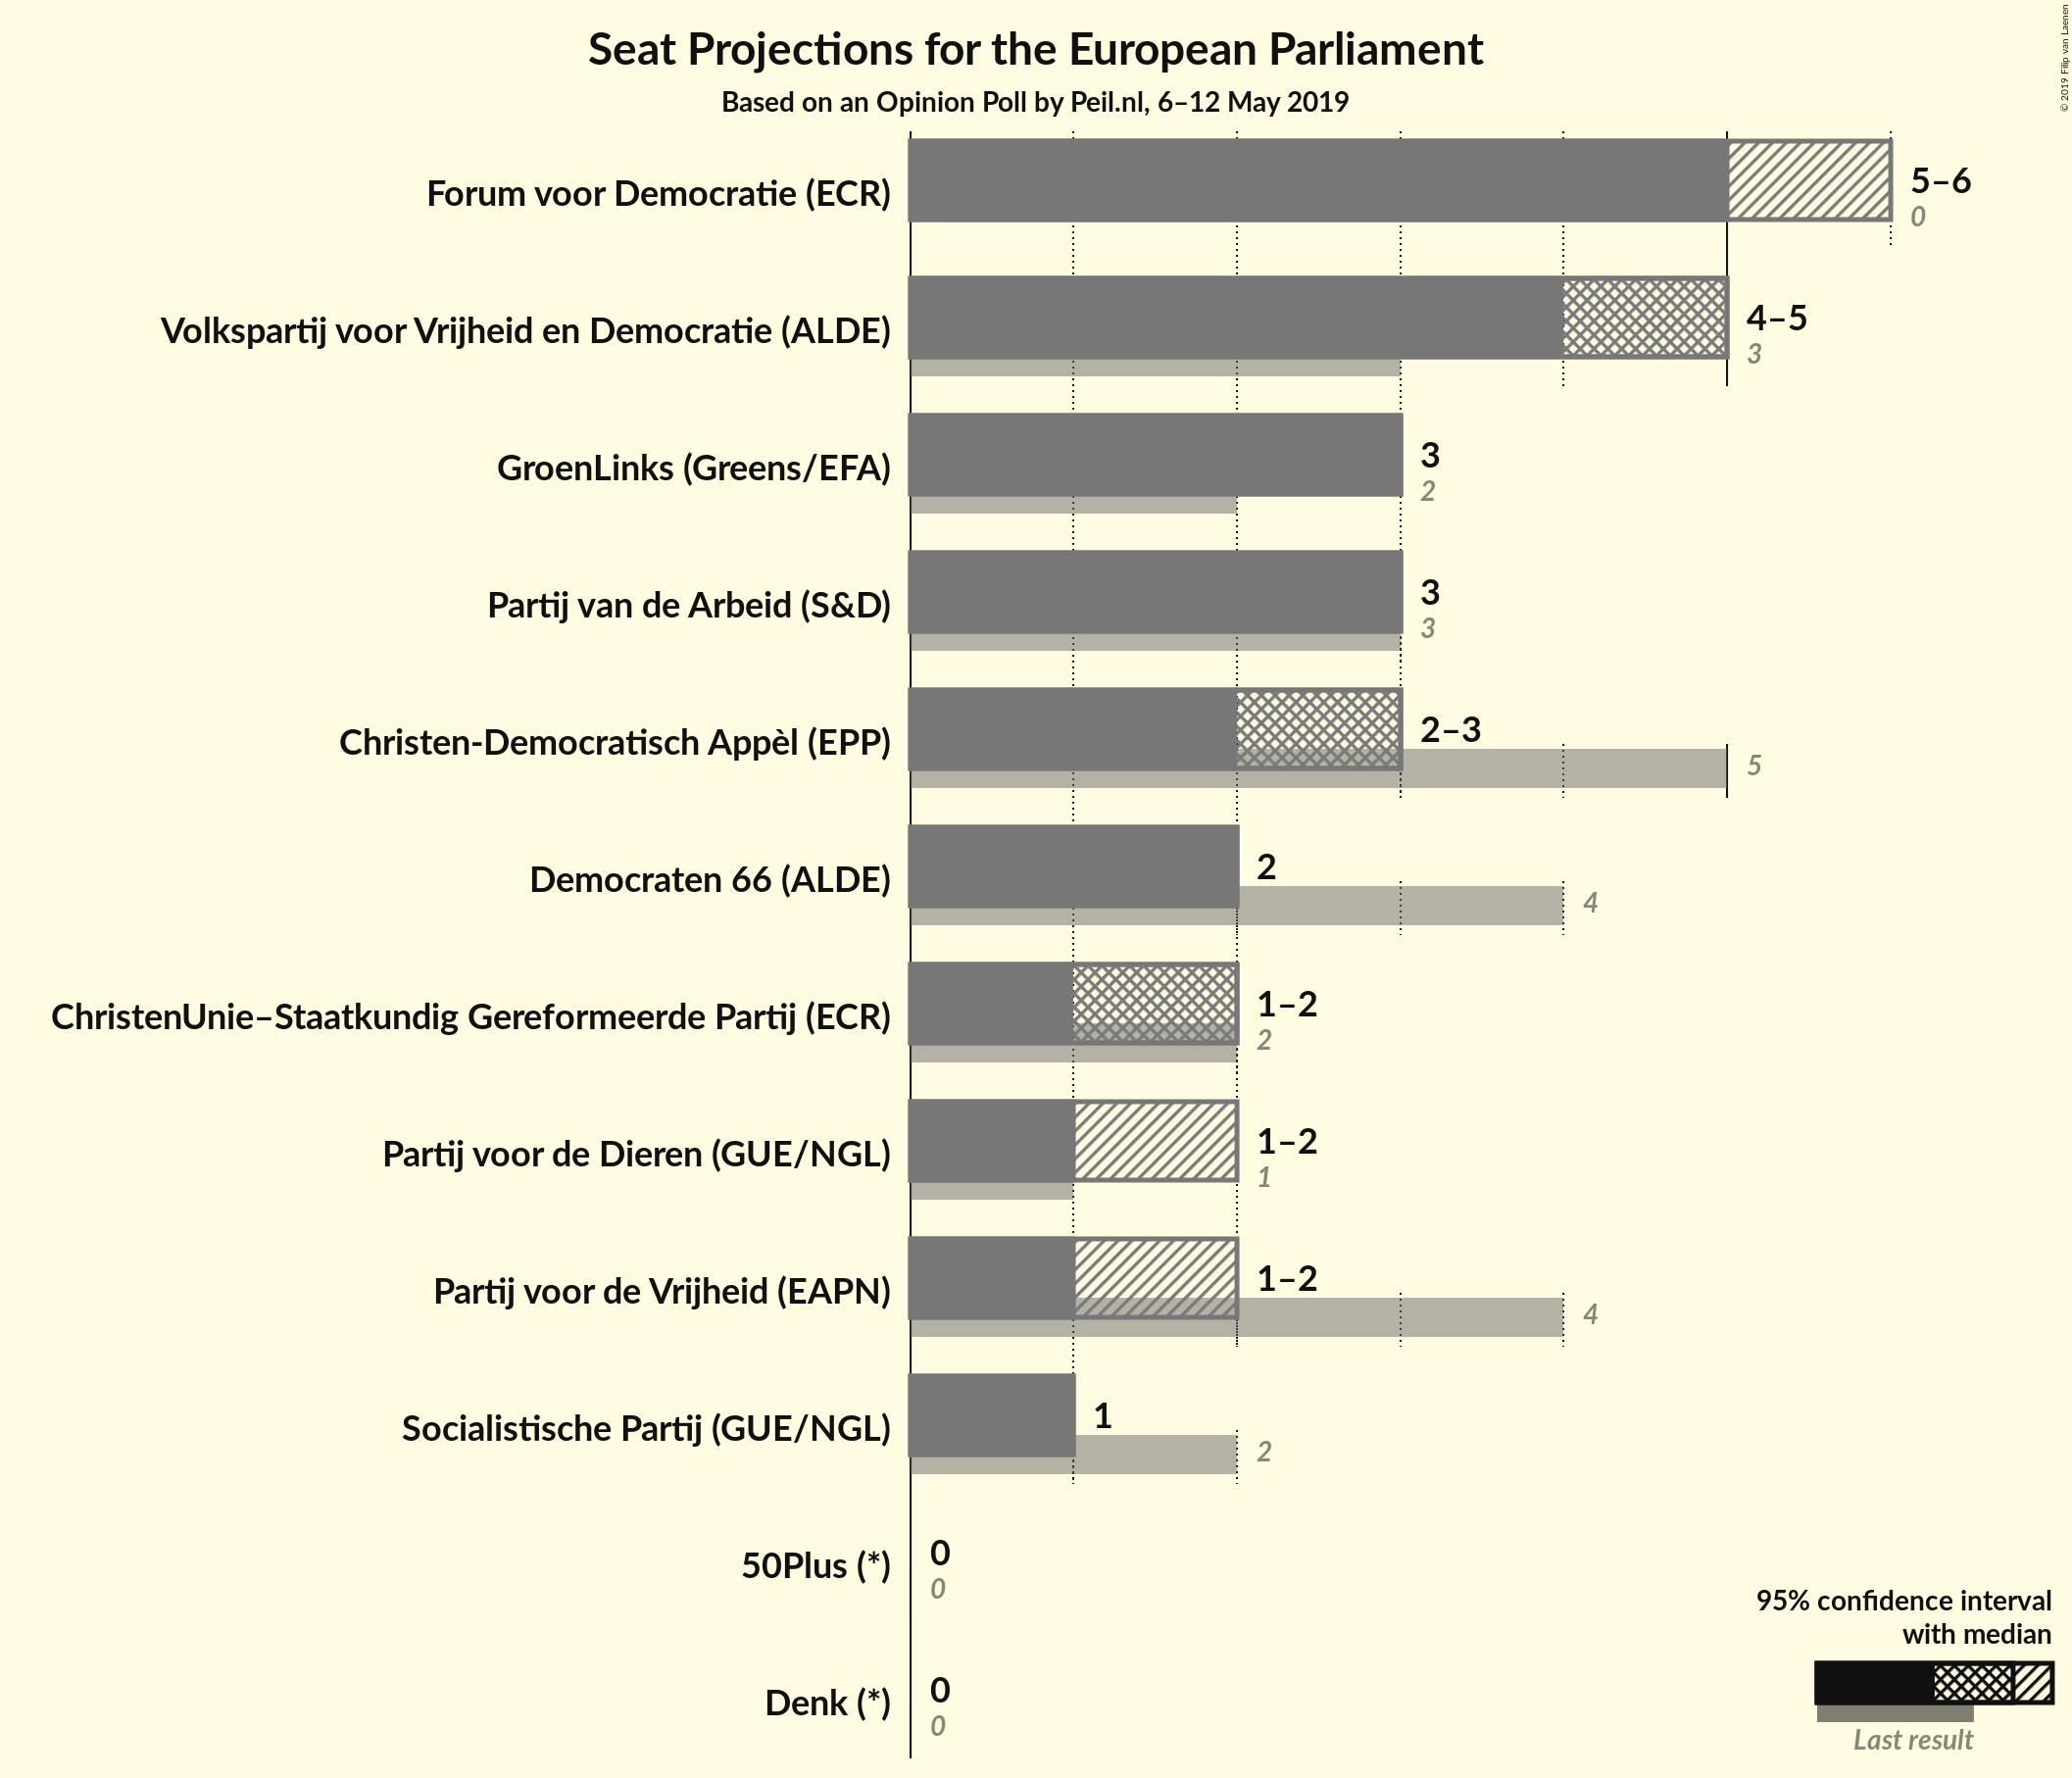 Seat Projections for the European Parliament
Based on an Opinion Poll by Peil.nl, 6–12 May 2019
© 2019 Filip van Laenen
Forum voor Democratie (ECR)
5–6
0
Volkspartij voor Vrijheid en Democratie (ALDE)
4–5
3
GroenLinks (Greens/EFA)
3
2
Partij van de Arbeid (S&D)
3
3
Christen-Democratisch Appèl (EPP)
2–3
5
Democraten 66 (ALDE)
2
4
ChristenUnie–Staatkundig Gereformeerde Partij (ECR)
1–2
2
Partij voor de Dieren (GUE/NGL)
1–2
1
Partij voor de Vrijheid (EAPN)
1–2
4
Socialistische Partij (GUE/NGL)
1
2
50Plus (*)
0
0
Denk (*)
0
0
95% confidence interval
with median
Last result